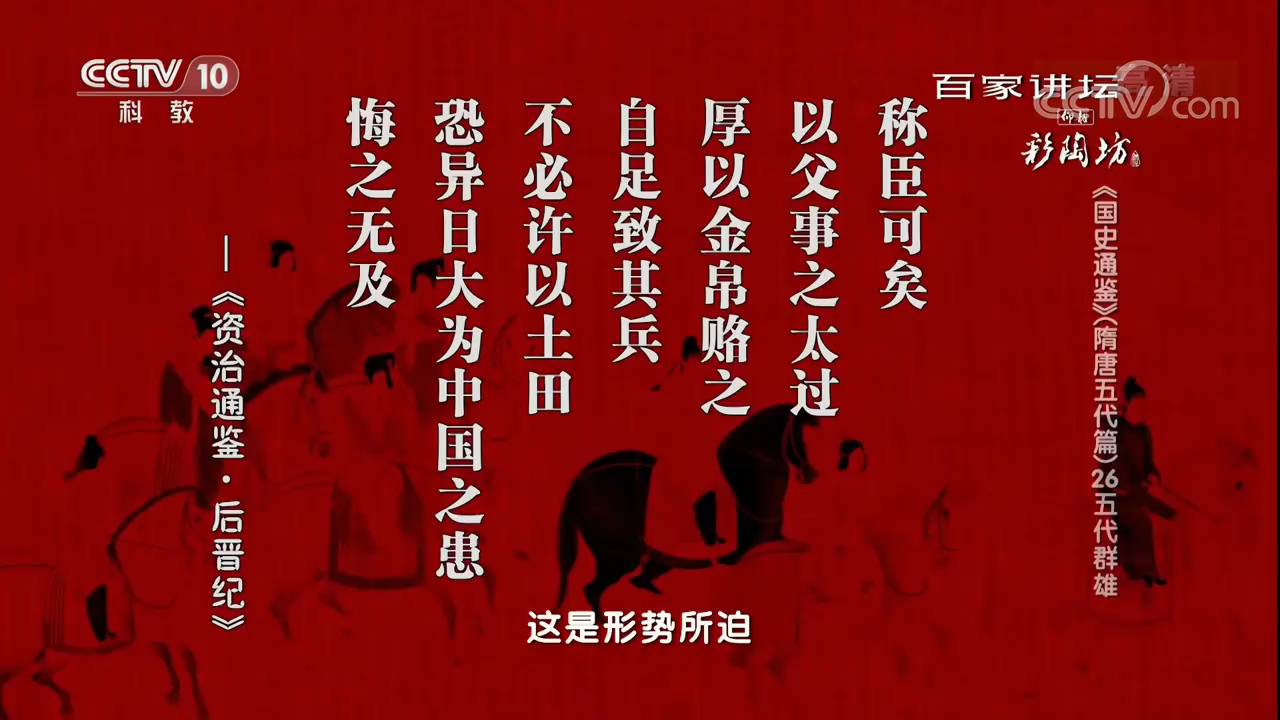 CCTV 10
科教
百家讲坛
高清
CCTV.com
仰韶
彩陶坊
《国史通鉴》(隋唐五代篇)26五代群雄
称臣可矣
以父事之太过
厚以金帛赂之
自足致其兵
不必许以土田
恐异日大为中国之患
悔之无及
—《资治通鉴·后晋纪》
这是形势所迫